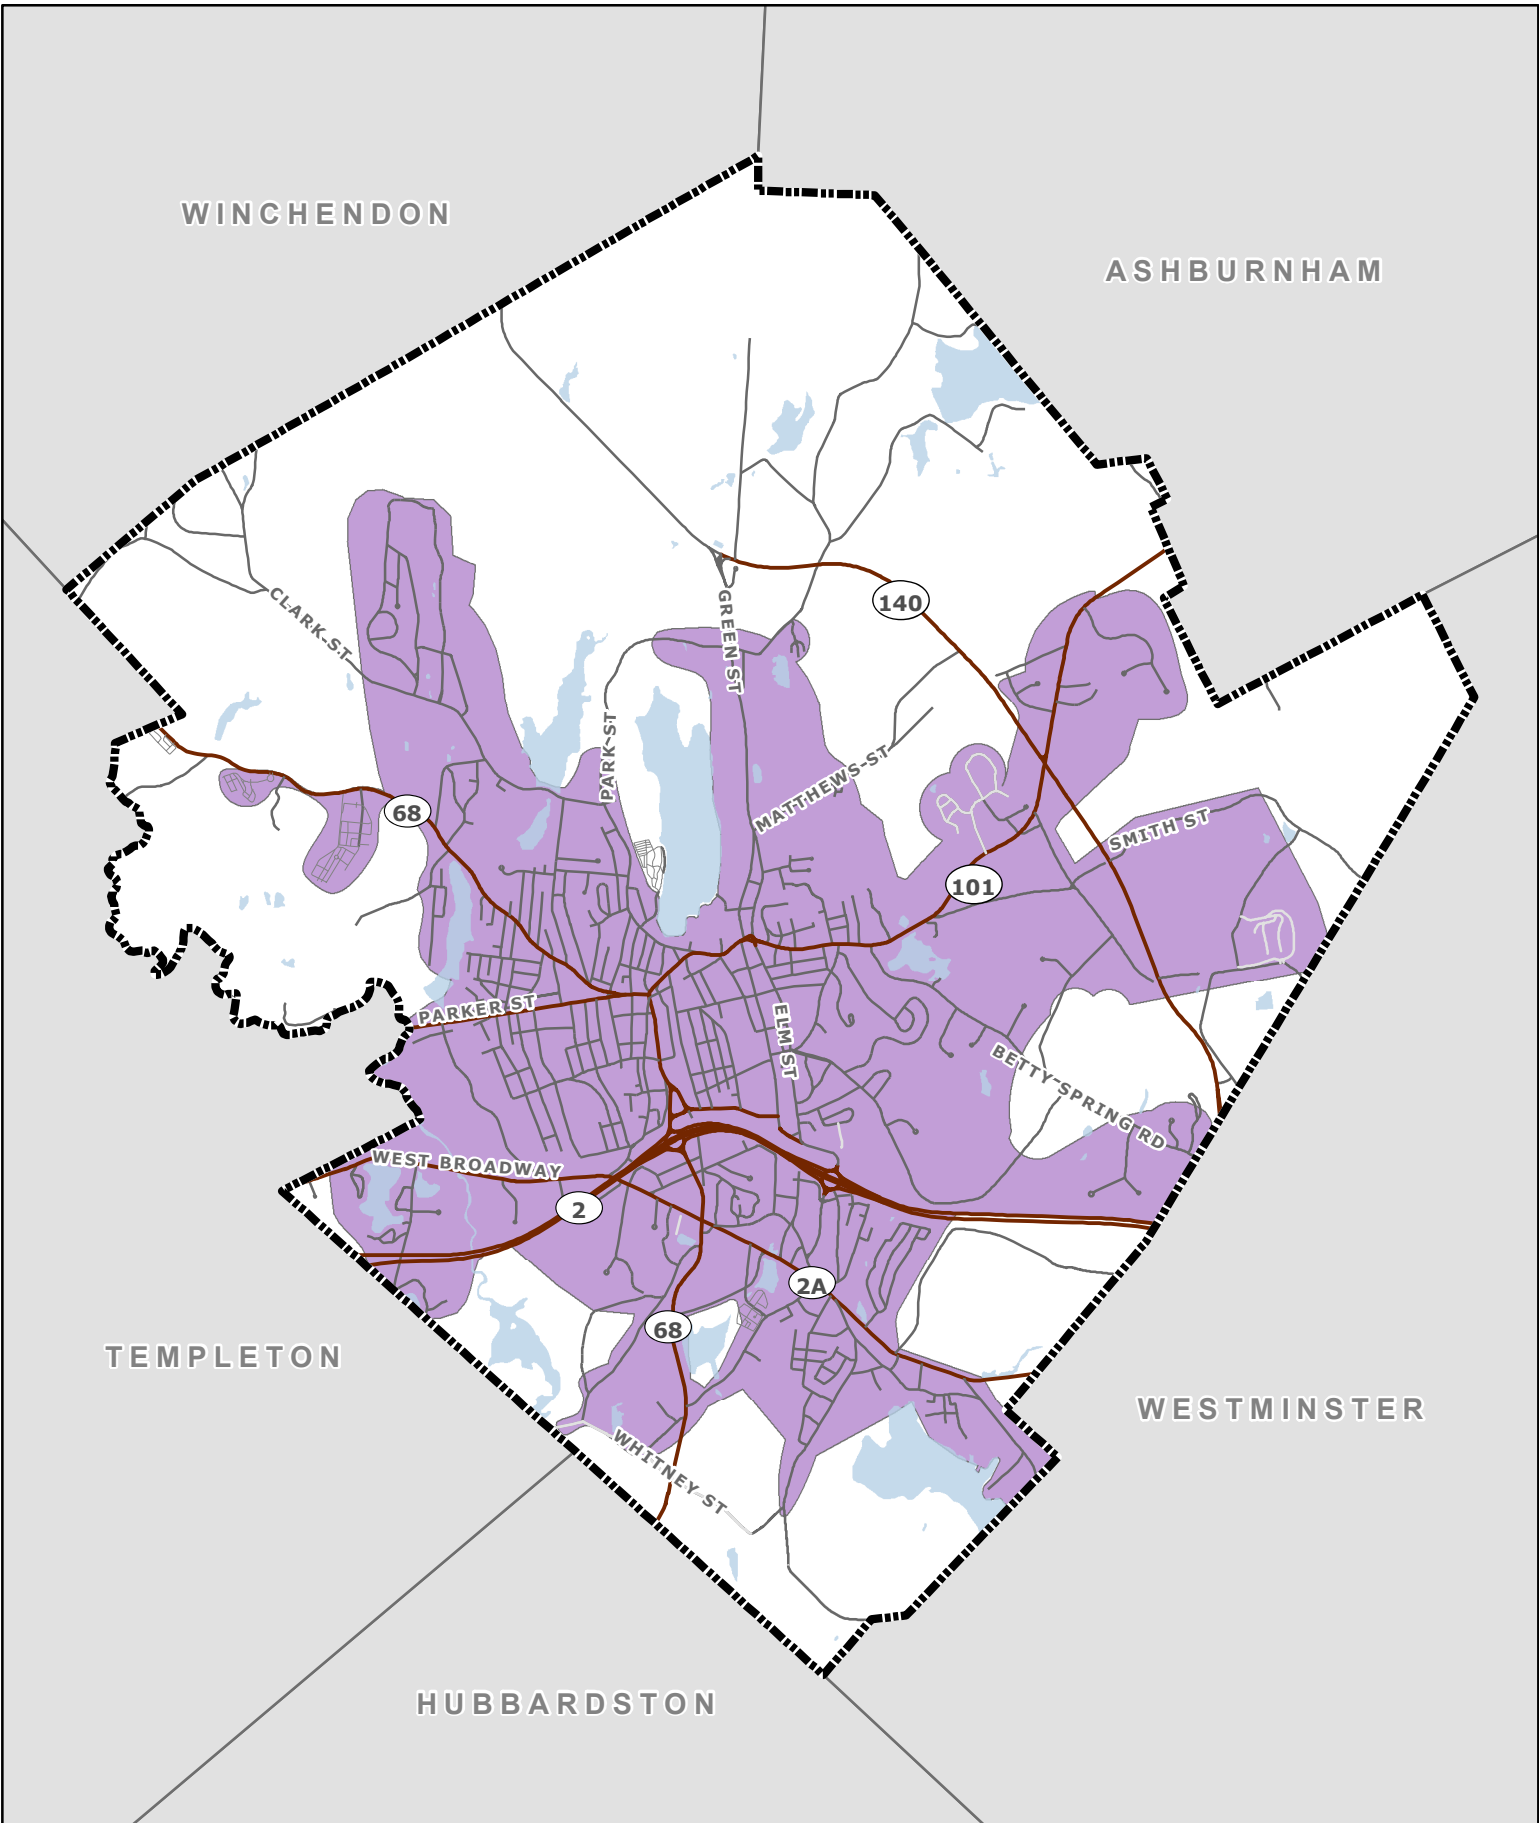 WINCHENDON
ASHBURNHAM
CLARK ST
GREEN ST
140
PARK ST
MATTHEWS ST
68
SMITH ST
101
PARKER ST
ELM ST
BETTY SPRING RD
WEST BROADWAY
2
2A
68
TEMPLETON
WESTMINSTER
WHITNEY ST
HUBBARDSTON